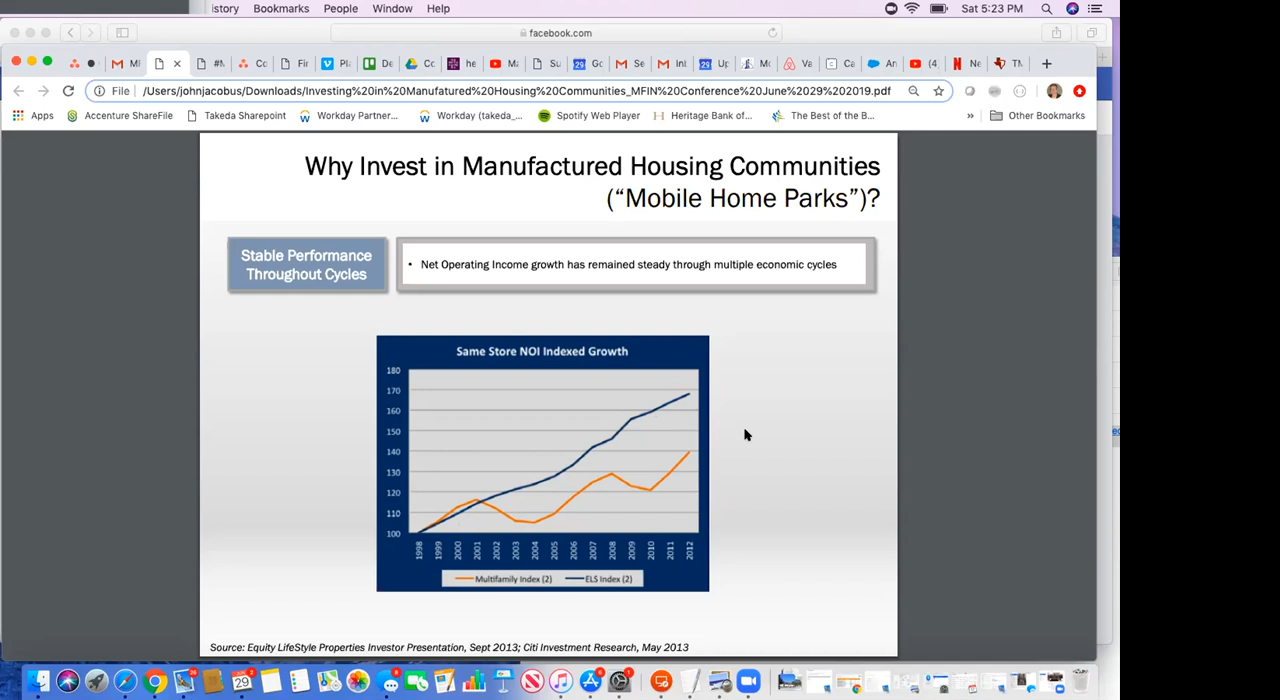 istory Bookmarks People Window Help Sat 5:23 PM
facebook.com
File /Users/johnjacobus/Downloads/Investing%20in%20Manufatured%20Housing%20Communities_MFIN%20Conference%20June%2029%202019.pdf
Apps Accenture ShareFile Takeda Sharepoint Workday Partner... Workday (takeda_... Spotify Web Player Heritage Bank of... The Best of the B... » Other Bookmarks
Why Invest in Manufactured Housing Communities
(“Mobile Home Parks”)?
Stable Performance
Throughout Cycles
• Net Operating Income growth has remained steady through multiple economic cycles
Same Store NOI Indexed Growth
180
170
160
150
140
130
120
110
100
1998 1999 2000 2001 2002 2003 2004 2005 2006 2007 2008 2009 2010 2011 2012
Multifamily Index (2) ELS Index (2)
Source: Equity LifeStyle Properties Investor Presentation, Sept 2013; Citi Investment Research, May 2013